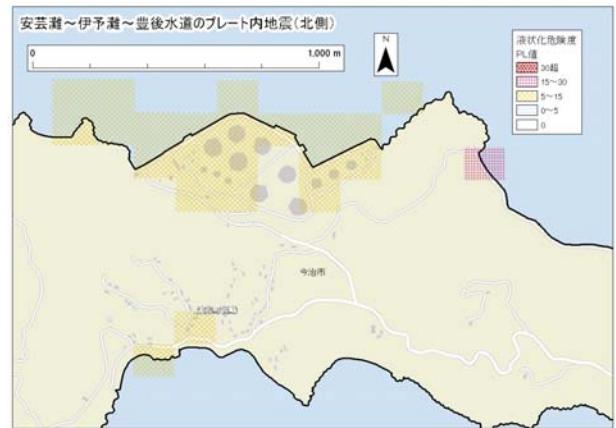 安芸灘～伊予灘～豊後水道のプレート内地震(北側)
0 1,000 m
N
液状化危険度
PL値
30超
15～30
5～15
0～5
0
今治市